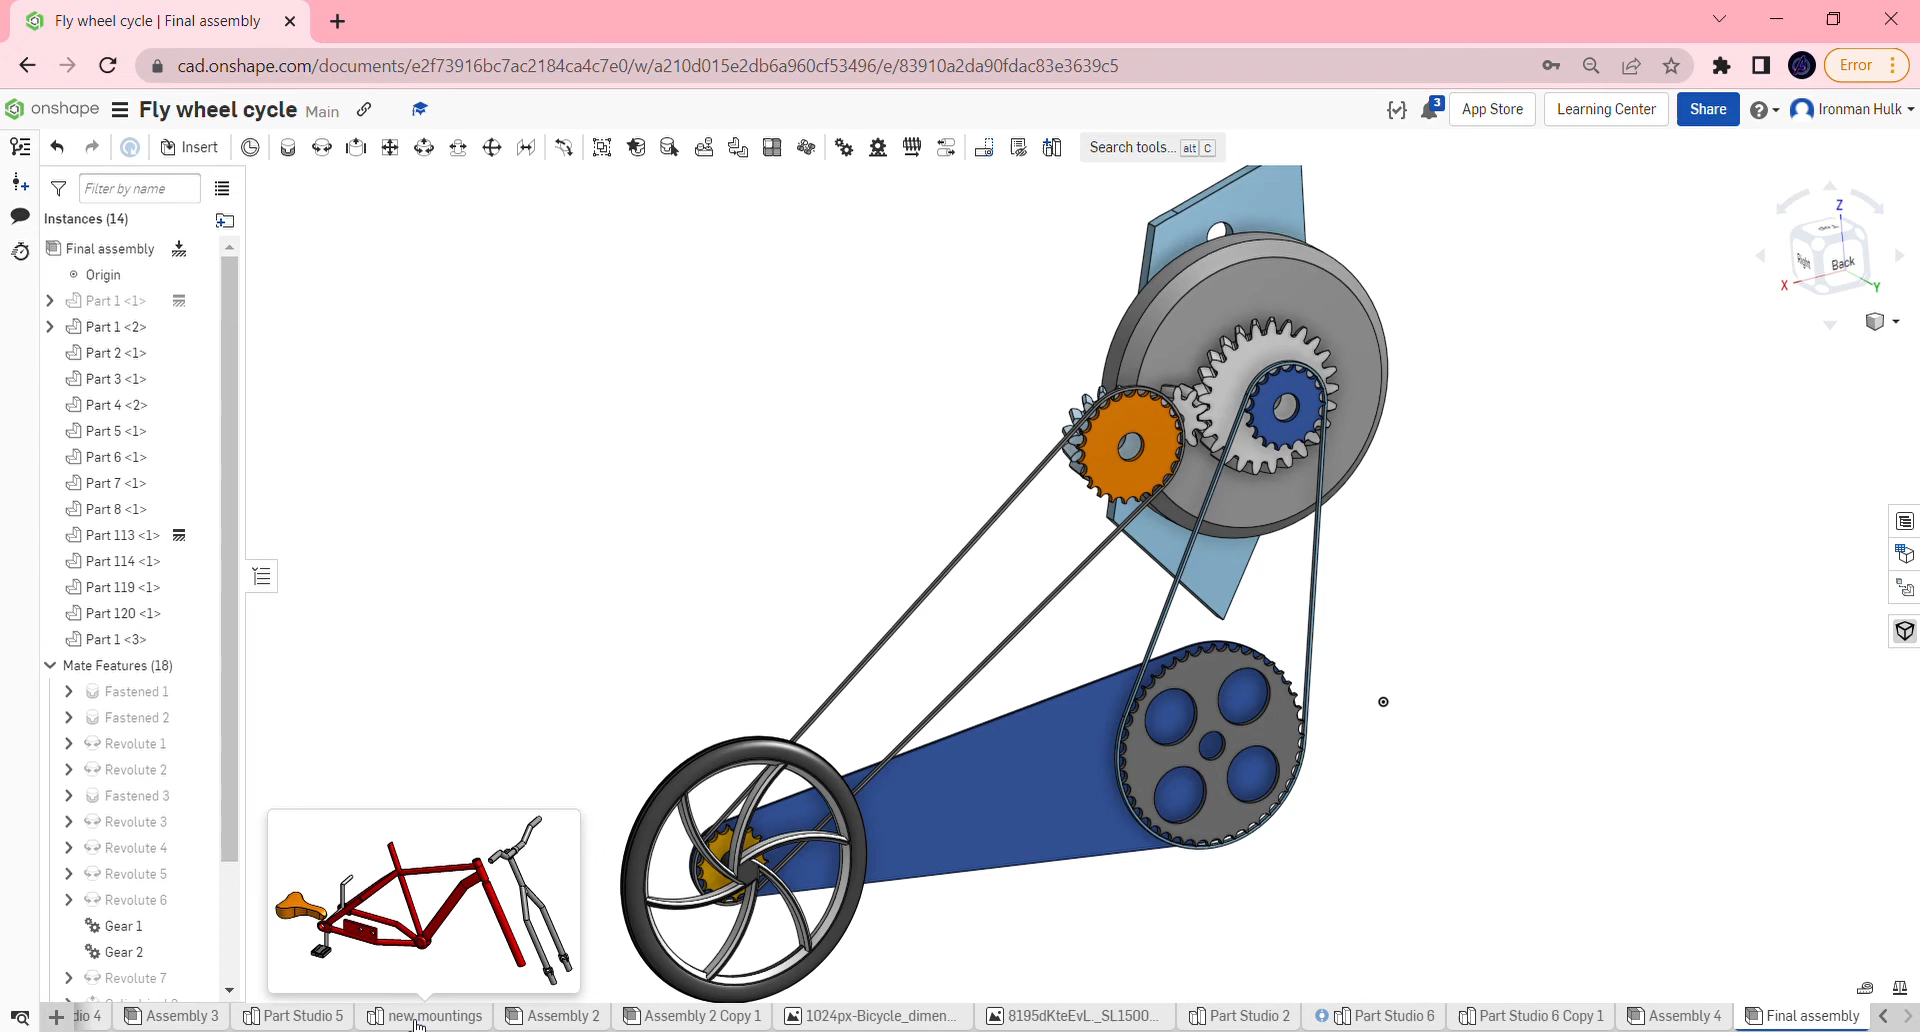 Fly wheel cycle | Final assembly
cad.onshape.com/documents/e2f73916bc7ac2184ca4c7e0/w/a210d015e2db6a960cf53496/e/83910a2da90fdac83e3639c5
Error
onshape
Fly wheel cycle Main
3
App Store
Learning Center
Share
Ironman Hulk
Insert
Search tools... alt C
Filter by name
Instances (14)
Final assembly
Origin
Part 1 <1>
Part 1 <2>
Part 2 <1>
Part 3 <1>
Part 4 <2>
Part 5 <1>
Part 6 <1>
Part 7 <1>
Part 8 <1>
Part 113 <1>
Part 114 <1>
Part 119 <1>
Part 120 <1>
Part 1 <3>
Mate Features (18)
Fastened 1
Fastened 2
Revolute 1
Revolute 2
Fastened 3
Revolute 3
Revolute 4
Revolute 5
Revolute 6
Gear 1
Gear 2
Revolute 7
Z
Top
Right
Back
X
Y
dio 4
Assembly 3
Part Studio 5
new mountings
Assembly 2
Assembly 2 Copy 1
1024px-Bicycle_dimen...
8195dKteEvL._SL1500...
Part Studio 2
Part Studio 6
Part Studio 6 Copy 1
Assembly 4
Final assembly